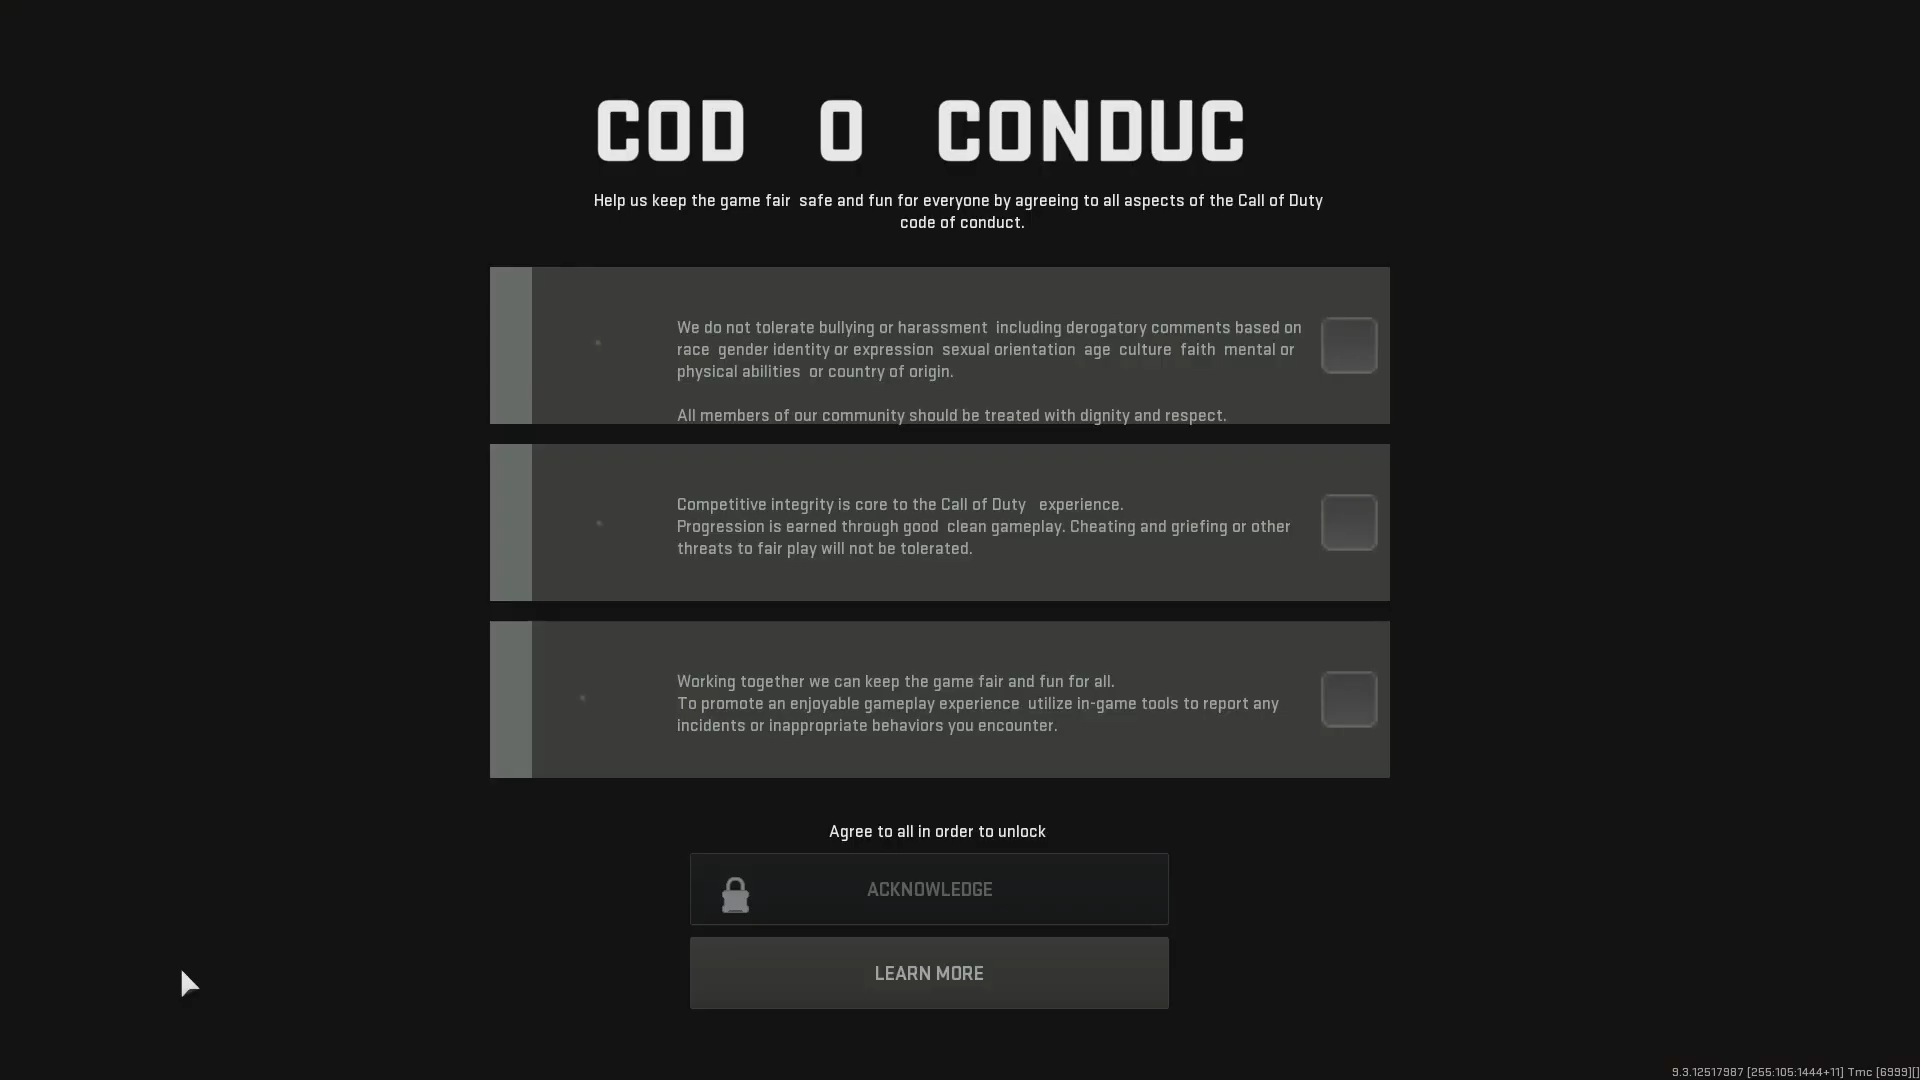 COD O CONDUC
Help us keep the game fair safe and fun for everyone by agreeing to all aspects of the Call of Duty
code of conduct.
We do not tolerate bullying or harassment including derogatory comments based on
race gender identity or expression sexual orientation age culture faith mental or
physical abilities or country of origin.
All members of our community should be treated with dignity and respect.
Competitive integrity is core to the Call of Duty experience.
Progression is earned through good clean gameplay. Cheating and griefing or other
threats to fair play will not be tolerated.
Working together we can keep the game fair and fun for all.
To promote an enjoyable gameplay experience utilize in-game tools to report any
incidents or inappropriate behaviors you encounter.
Agree to all in order to unlock
ACKNOWLEDGE
LEARN MORE
9.3.12517987 [255:105:1444+11] Tmc [6999][]